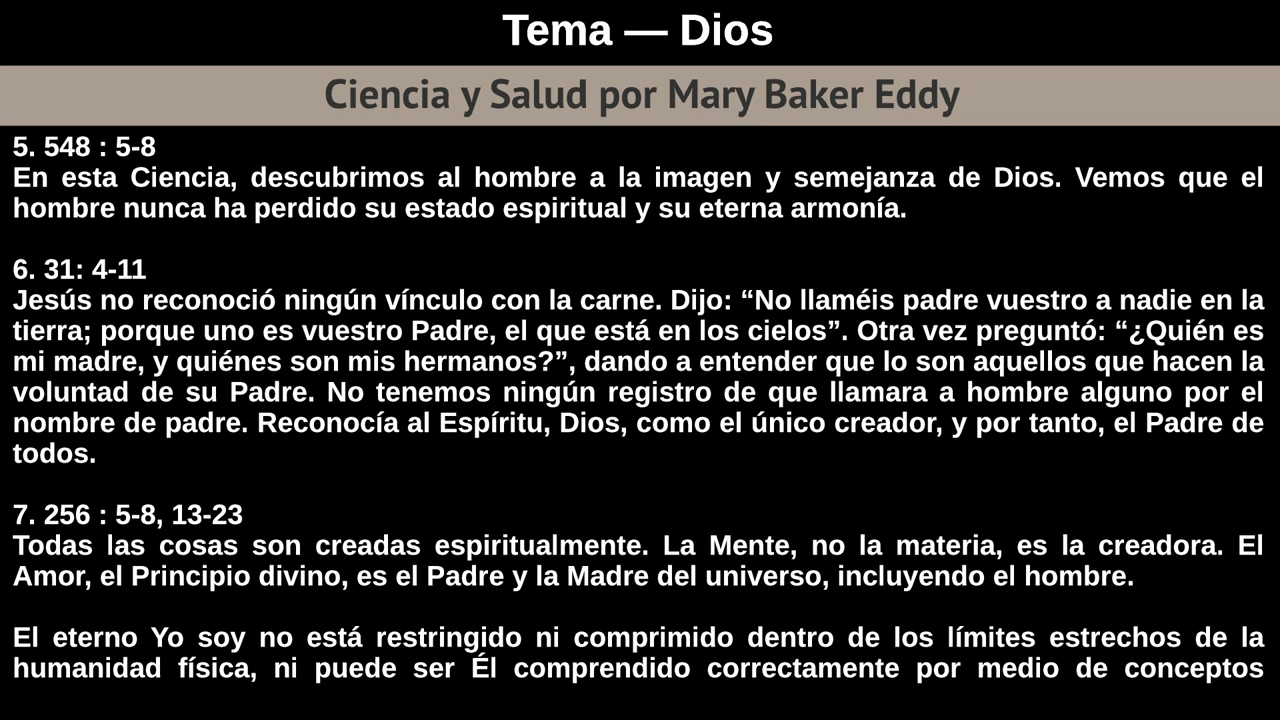 Tema — Dios
Ciencia y Salud por Mary Baker Eddy
5. 548 : 5-8
En esta Ciencia, descubrimos al hombre a la imagen y semejanza de Dios. Vemos que el
hombre nunca ha perdido su estado espiritual y su eterna armonía.
6. 31: 4-11
Jesús no reconoció ningún vínculo con la carne. Dijo: “No llaméis padre vuestro a nadie en la
tierra; porque uno es vuestro Padre, el que está en los cielos”. Otra vez preguntó: “¿Quién es
mi madre, y quiénes son mis hermanos?”, dando a entender que lo son aquellos que hacen la
voluntad de su Padre. No tenemos ningún registro de que llamara a hombre alguno por el
nombre de padre. Reconocía al Espíritu, Dios, como el único creador, y por tanto, el Padre de
todos.
7. 256 : 5-8, 13-23
Todas las cosas son creadas espiritualmente. La Mente, no la materia, es la creadora. El
Amor, el Principio divino, es el Padre y la Madre del universo, incluyendo el hombre.
El eterno Yo soy no está restringido ni comprimido dentro de los límites estrechos de la
humanidad física, ni puede ser Él comprendido correctamente por medio de conceptos